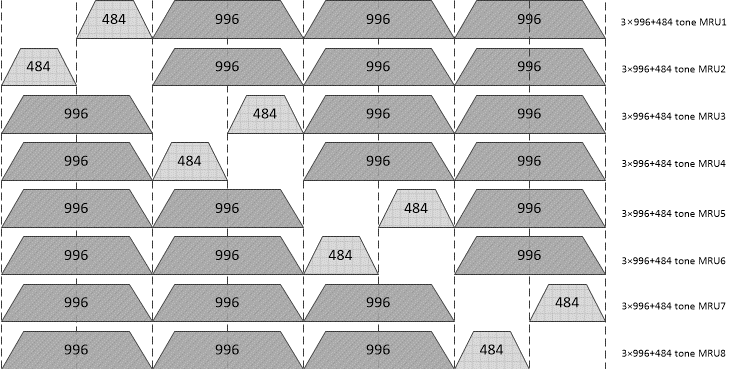 484 996 996 996 3×996+484 tone MRU1
484 996 996 996 3×996+484 tone MRU2
996 484 996 996 3×996+484 tone MRU3
996 484 996 996 3×996+484 tone MRU4
996 996 484 996 3×996+484 tone MRU5
996 996 484 996 3×996+484 tone MRU6
996 996 996 484 3×996+484 tone MRU7
996 996 996 484 3×996+484 tone MRU8